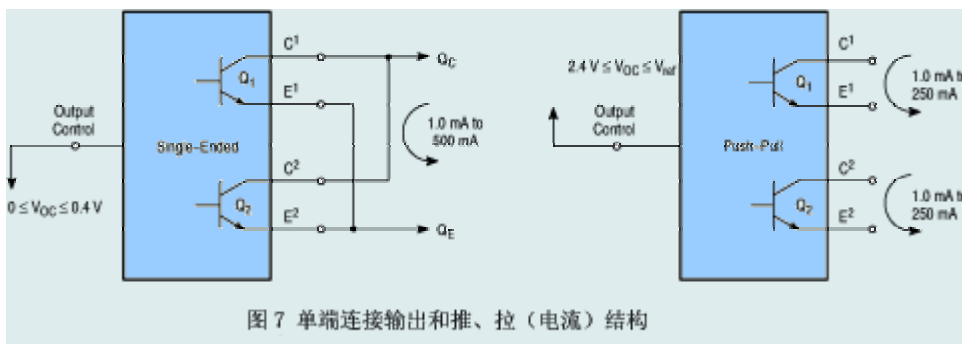 C1
Q1
E1
Output
Control
Single-Ended
0 ≤ VOC ≤ 0.4 V
C2
Q2
E2
QC
1.0 mA to
500 mA
QE
2.4 V ≤ VOC ≤ Vref
Output
Control
C1
Q1
E1
1.0 mA to
250 mA
Push-Pull
C2
Q2
E2
1.0 mA to
250 mA
图 7 单端连接输出和推、拉（电流）结构